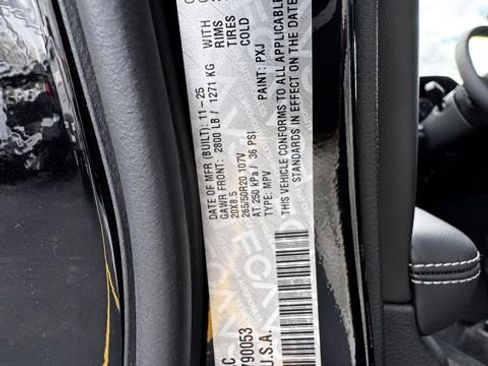 DATE OF MFR (BUILT): 11-25
GAWR FRONT: 2800 LB / 1271 KG WITH
20X8.5 RIMS
265/50R20 107V TIRES
AT 250 kPa / 36 PSI COLD
TYPE: MPV PAINT: PXJ
THIS VEHICLE CONFORMS TO ALL APPLICABLE
STANDARDS IN EFFECT ON THE DATE
90053
U.S.A.